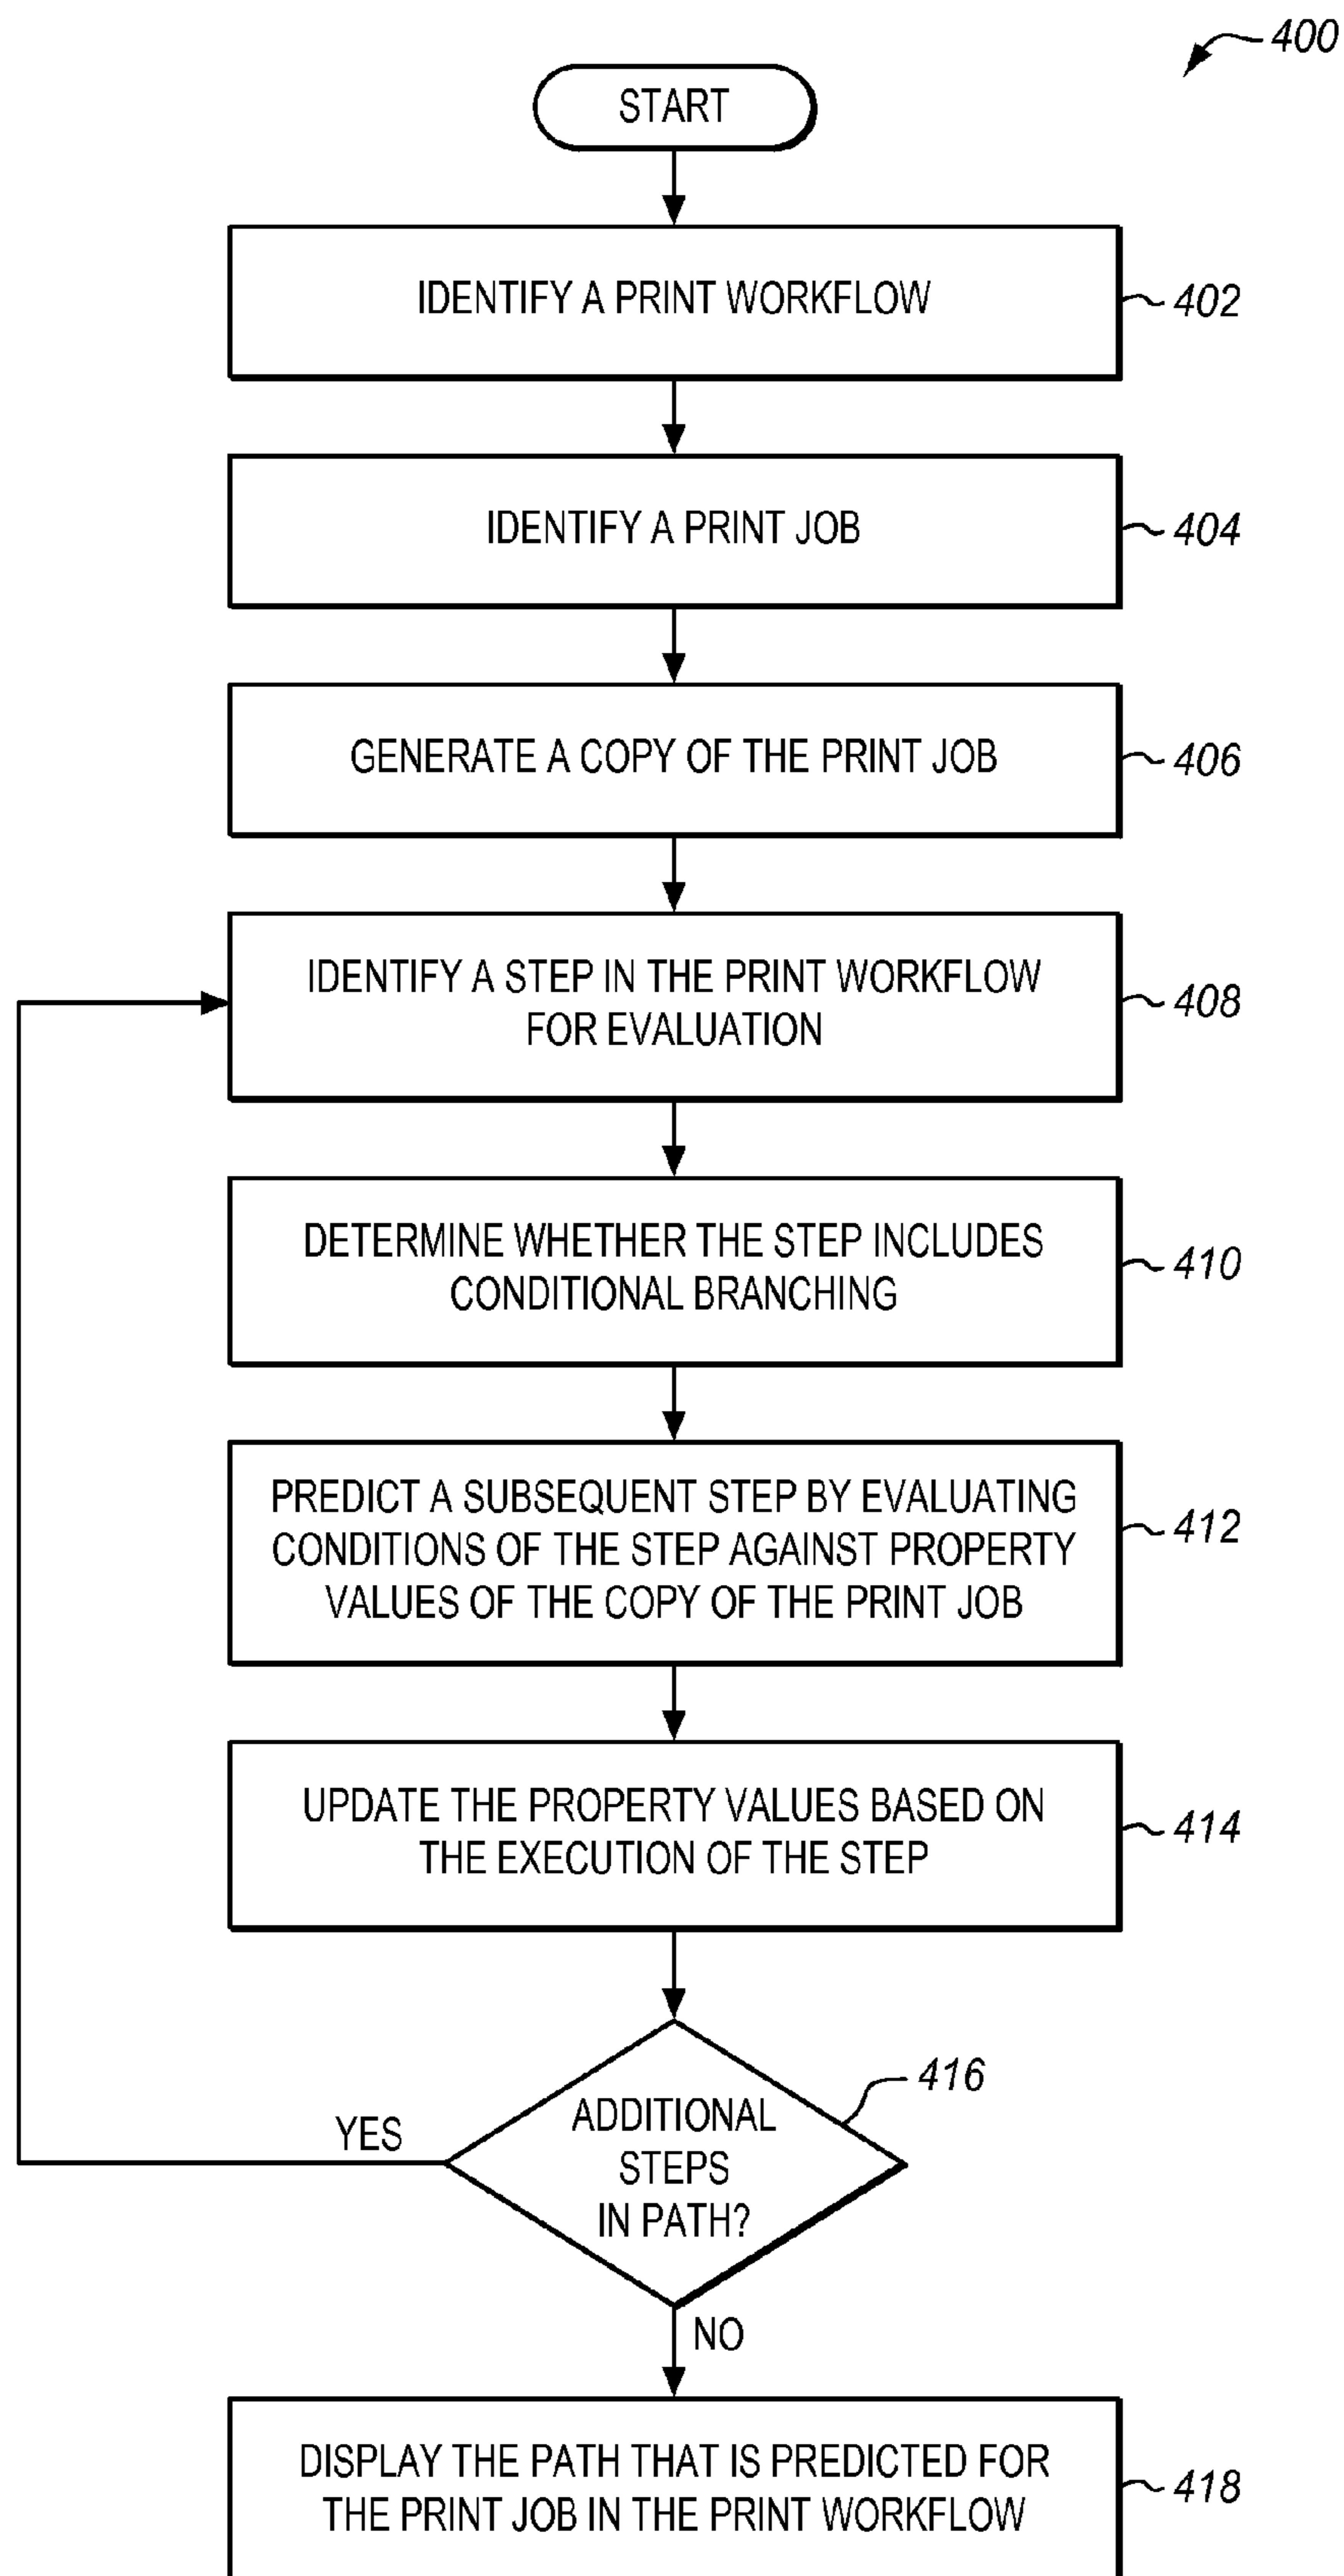 400
START
IDENTIFY A PRINT WORKFLOW
402
IDENTIFY A PRINT JOB
404
GENERATE A COPY OF THE PRINT JOB
406
IDENTIFY A STEP IN THE PRINT WORKFLOW
FOR EVALUATION
408
DETERMINE WHETHER THE STEP INCLUDES
CONDITIONAL BRANCHING
410
PREDICT A SUBSEQUENT STEP BY EVALUATING
CONDITIONS OF THE STEP AGAINST PROPERTY
VALUES OF THE COPY OF THE PRINT JOB
412
UPDATE THE PROPERTY VALUES BASED ON
THE EXECUTION OF THE STEP
414
416
ADDITIONAL
STEPS
IN PATH?
YES
NO
DISPLAY THE PATH THAT IS PREDICTED FOR
THE PRINT JOB IN THE PRINT WORKFLOW
418